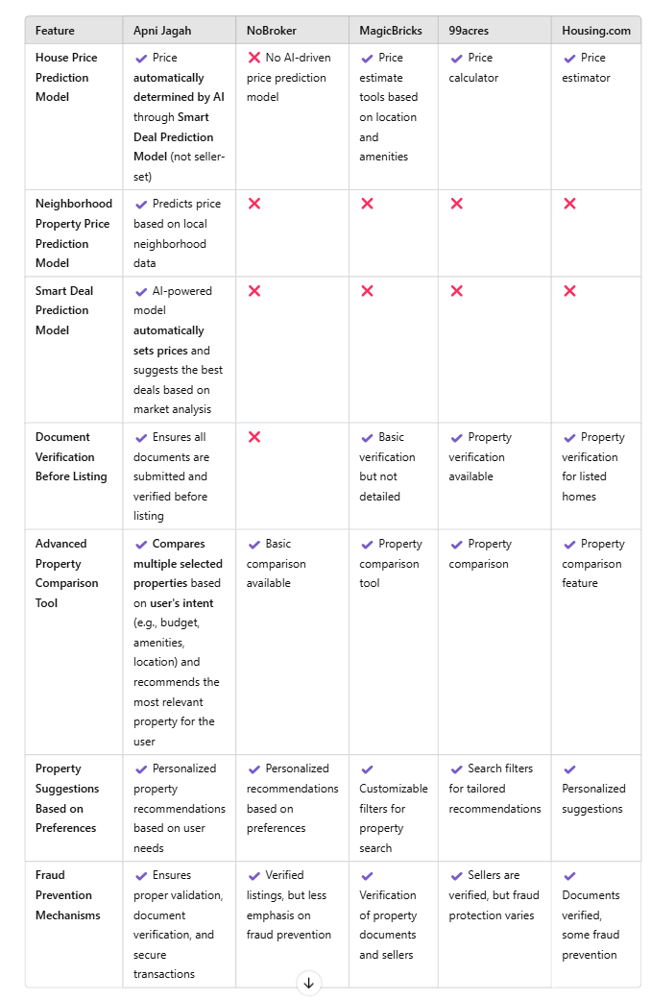 Feature Apni Jagah NoBroker MagicBricks 99acres Housing.com
House Price
Prediction
Model
✔ Price
automatically
determined by AI
through Smart
Deal Prediction
Model (not seller-
set)
❌ No AI-driven
price prediction
model
✔ Price
estimate
tools based
on location
and
amenities
✔ Price
calculator
✔ Price
estimator
Neighborhood
Property Price
Prediction
Model
✔ Predicts price
based on local
neighborhood
data
❌
❌
❌
❌
Smart Deal
Prediction
Model
✔ AI-powered
model
automatically
sets prices and
suggests the best
deals based on
market analysis
❌
❌
❌
❌
Document
Verification
Before Listing
✔ Ensures all
documents are
submitted and
verified before
listing
❌
✔ Basic
verification
but not
detailed
✔ Property
verification
available
✔ Property
verification
for listed
homes
Advanced
Property
Comparison
Tool
✔ Compares
multiple selected
properties based
on user's intent
(e.g., budget,
amenities,
location) and
recommends the
most relevant
property for the
user
✔ Basic
comparison
available
✔ Property
comparison
tool
✔ Property
comparison
✔ Property
comparison
feature
Property
Suggestions
Based on
Preferences
✔ Personalized
property
recommendations
based on user
needs
✔ Personalized
recommendations
based on
preferences
✔
Customizable
filters for
property
search
✔ Search filters
for tailored
recommendations
✔
Personalized
suggestions
Fraud
Prevention
Mechanisms
✔ Ensures
proper validation,
document
verification, and
secure
transactions
✔ Verified
listings, but less
emphasis on
fraud prevention
✔
Verification
of property
documents
and sellers
✔ Sellers are
verified, but fraud
protection varies
✔
Documents
verified,
some fraud
prevention